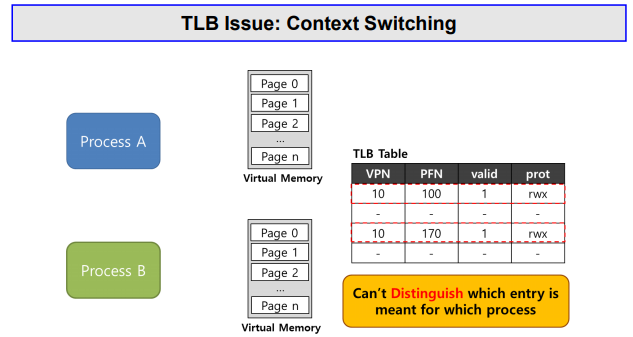 TLB Issue: Context Switching
Process A
Page 0
Page 1
Page 2
...
Page n
Virtual Memory
Process B
Page 0
Page 1
Page 2
...
Page n
Virtual Memory
TLB Table
VPN PFN valid prot
10 100 1 rwx
- - - -
10 170 1 rwx
- - - -
Can't Distinguish which entry is
meant for which process